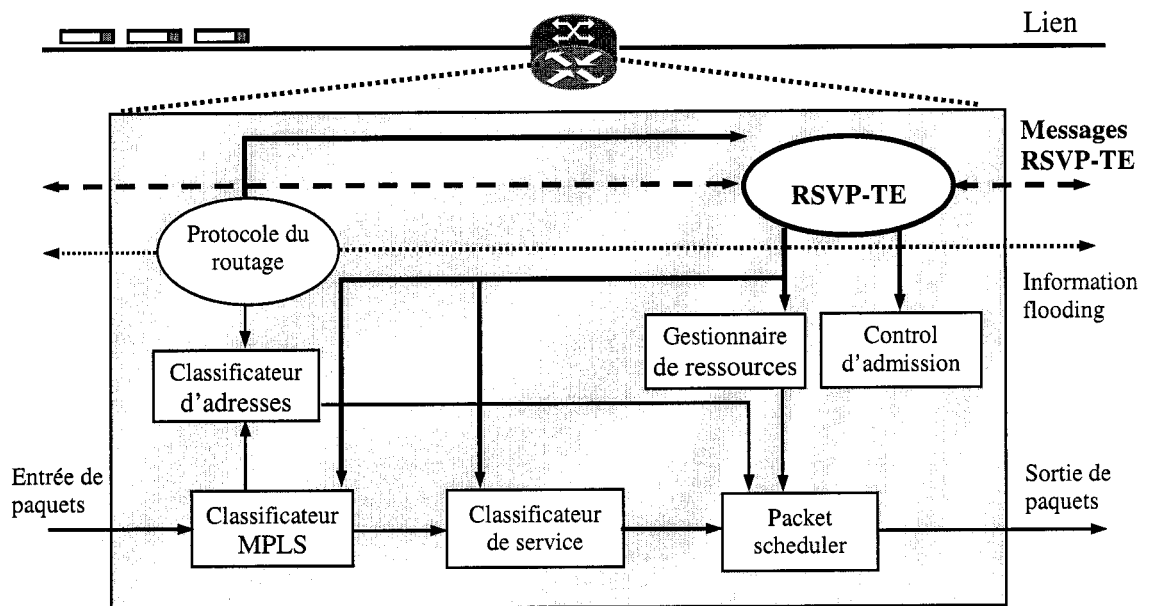 Lien
Messages
RSVP-TE
RSVP-TE
Protocole du
routage
Information
flooding
Gestionnaire
de ressources
Control
d'admission
Classificateur
d'adresses
Entrée de
paquets
Classificateur
MPLS
Classificateur
de service
Packet
scheduler
Sortie de
paquets